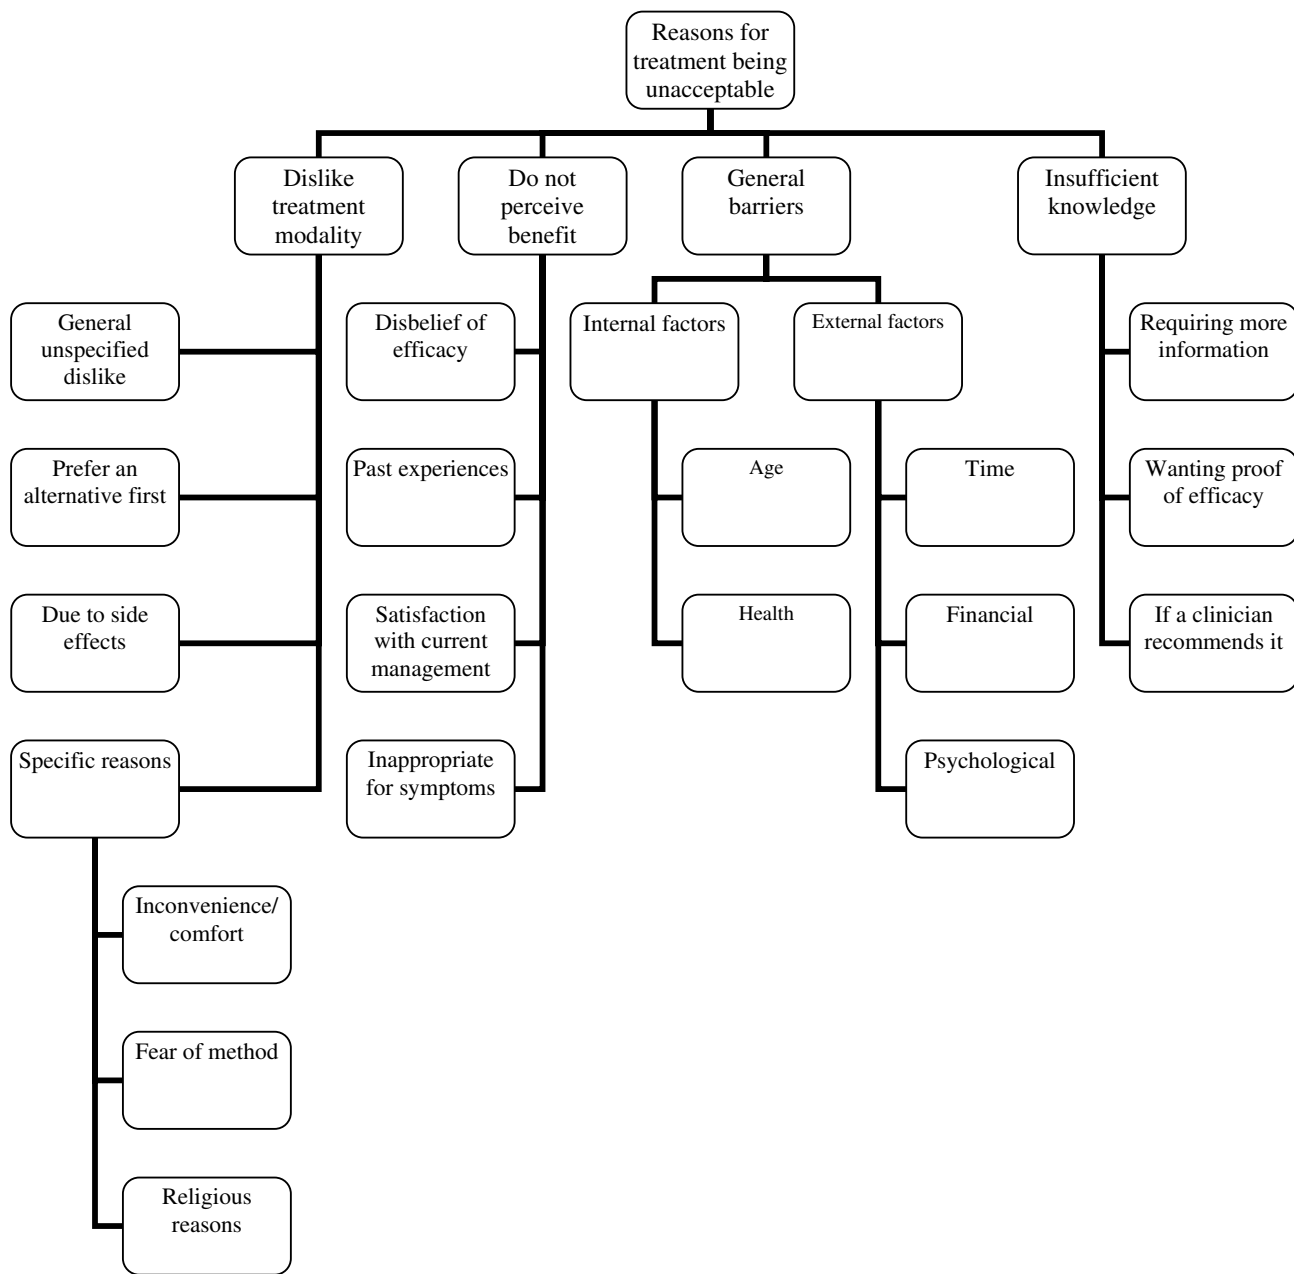 Reasons for
treatment being
unacceptable
Dislike
treatment
modality
Do not
perceive
benefit
General
barriers
Insufficient
knowledge
General
unspecified
dislike
Disbelief of
efficacy
Internal factors
External factors
Requiring more
information
Prefer an
alternative first
Past experiences
Age
Time
Wanting proof
of efficacy
Due to side
effects
Satisfaction
with current
management
Health
Financial
If a clinician
recommends it
Specific reasons
Inappropriate
for symptoms
Psychological
Inconvenience/
comfort
Fear of method
Religious
reasons